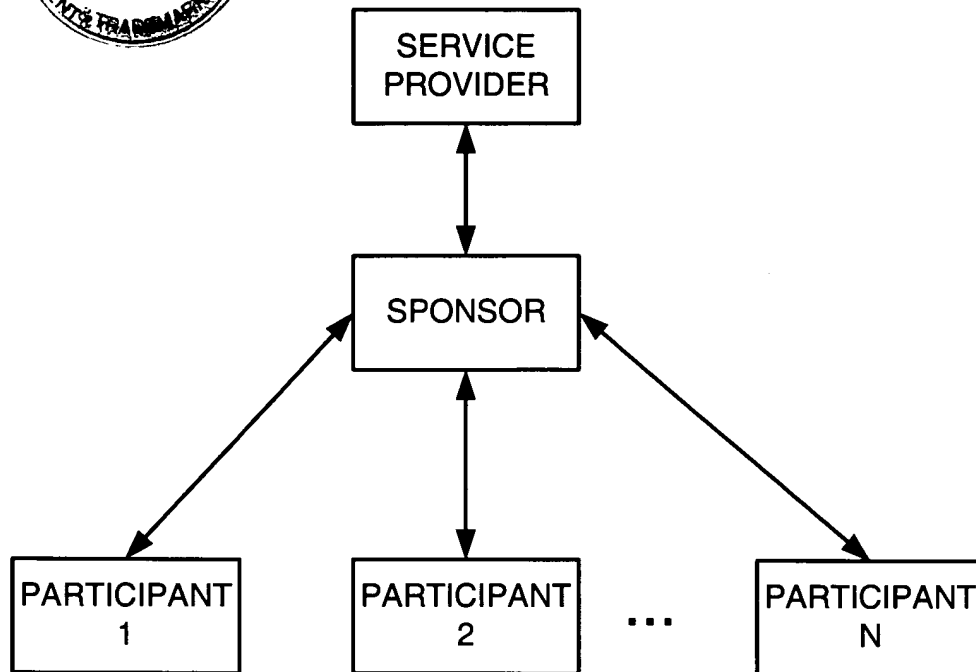 SERVICE
PROVIDER
SPONSOR
PARTICIPANT
1
PARTICIPANT
2
...
PARTICIPANT
N